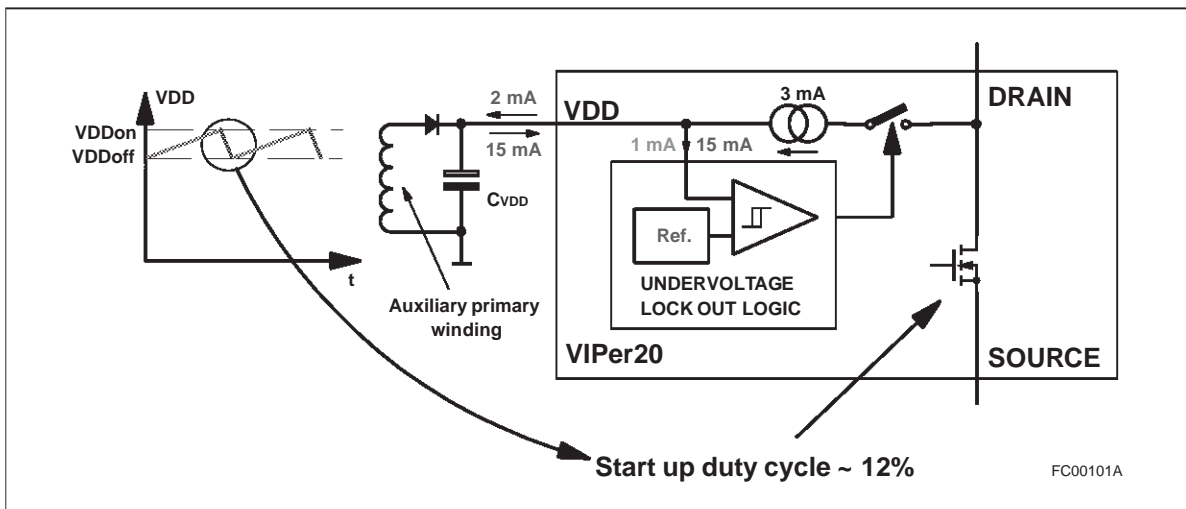 VDD
VDDon
VDDoff
t
2 mA
15 mA
CVDD
Auxiliary primary
winding
VDD
3 mA
DRAIN
1 mA
15 mA
Ref.
UNDERVOLTAGE
LOCK OUT LOGIC
VIPer20
SOURCE
Start up duty cycle ~ 12%
FC00101A